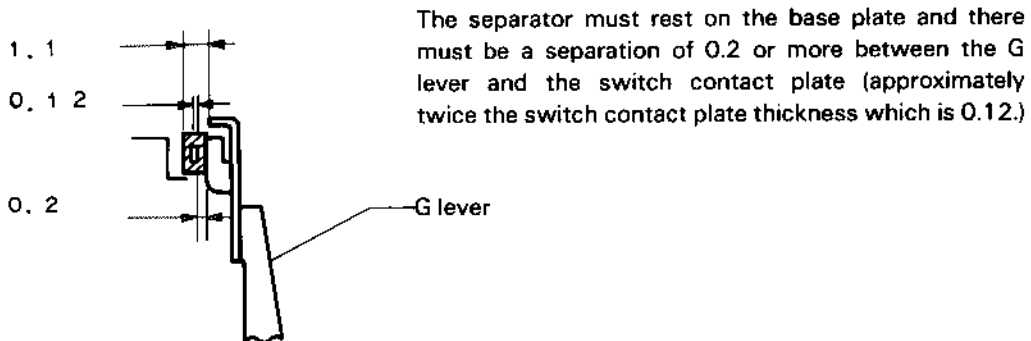 The separator must rest on the base plate and there
must be a separation of 0.2 or more between the G
lever and the switch contact plate (approximately
twice the switch contact plate thickness which is 0.12.)
1.1
0.12
0.2
G lever